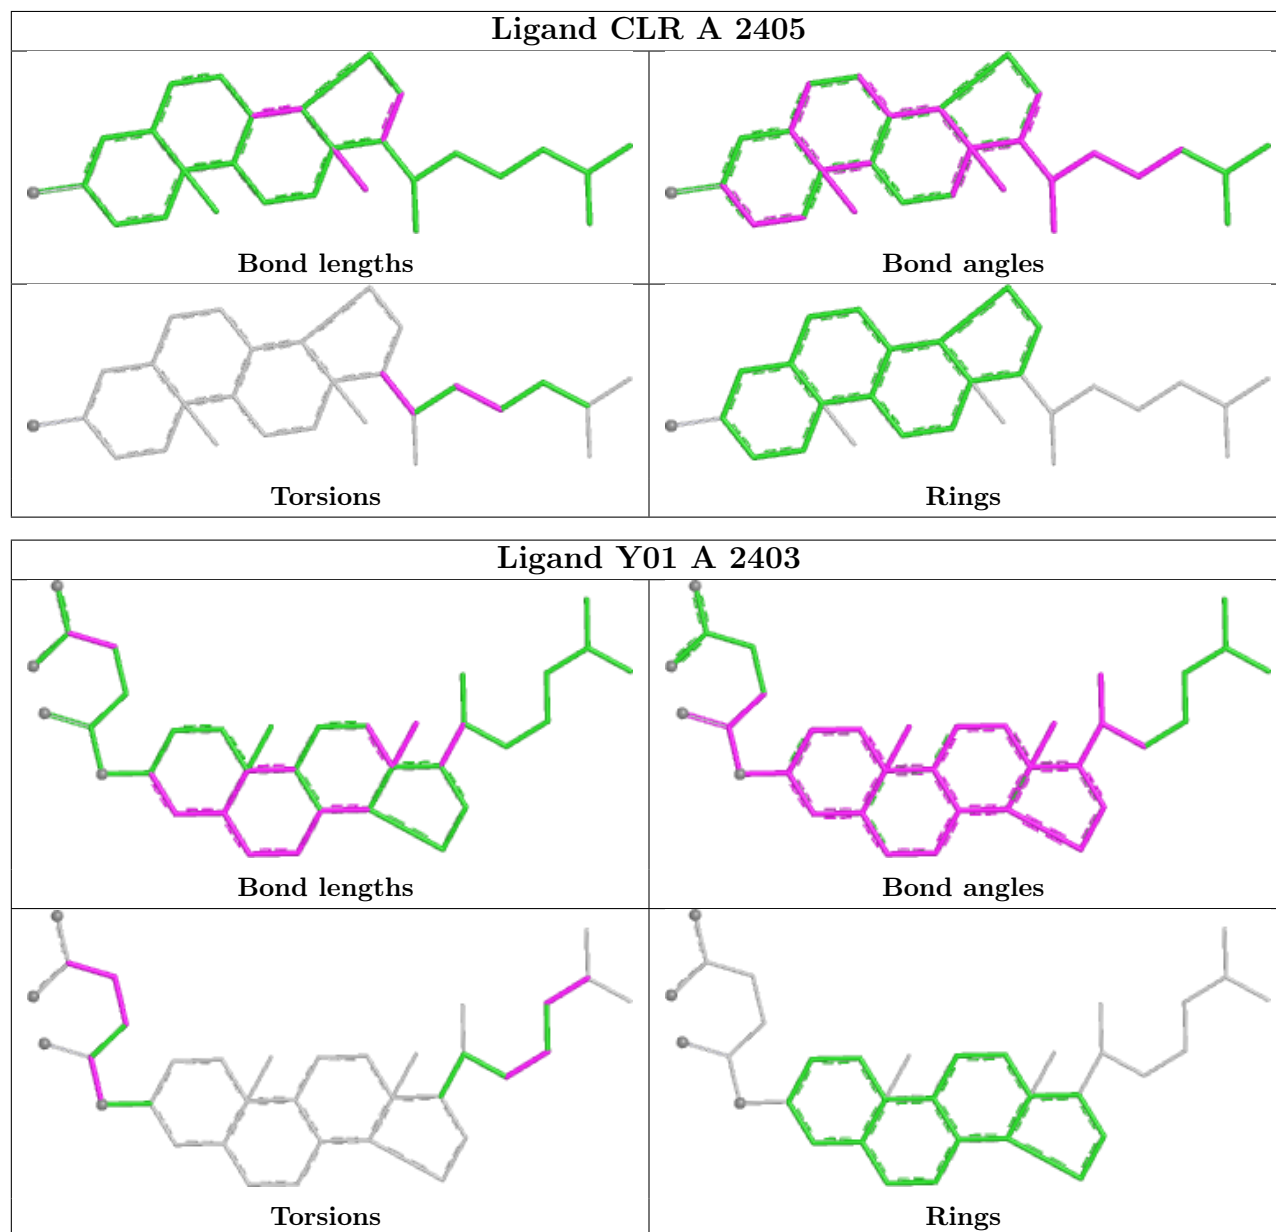 Ligand CLR A 2405
Bond lengths
Bond angles
Torsions
Rings
Ligand Y01 A 2403
Bond lengths
Bond angles
Torsions
Rings